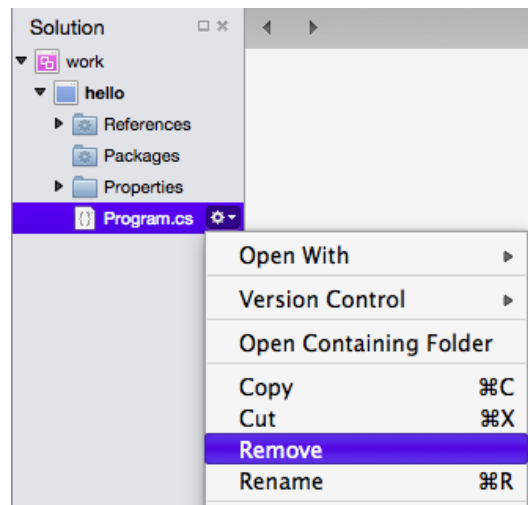 Solution
work
hello
References
Packages
Properties
{} Program.cs
Open With
Version Control
Open Containing Folder
Copy ⌘C
Cut ⌘X
Remove
Rename ⌘R